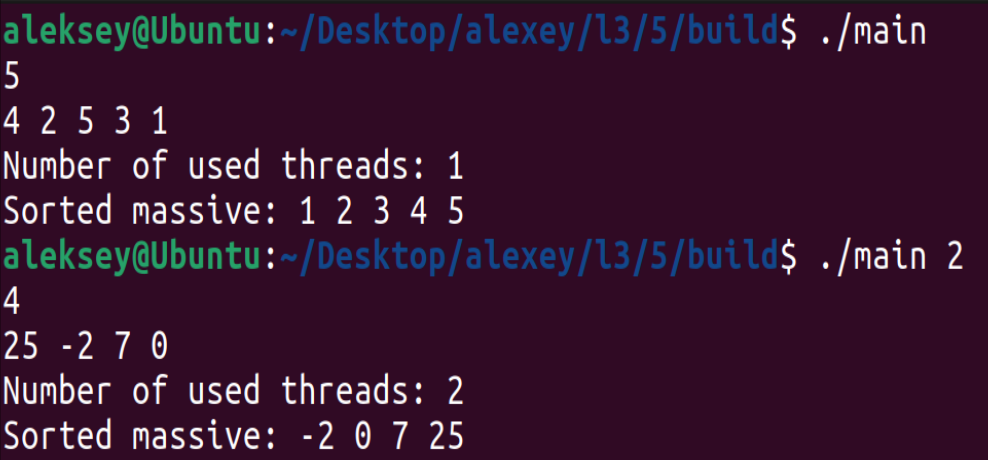 aleksey@Ubuntu:~/Desktop/alexey/l3/5/build$ ./main
5
4 2 5 3 1
Number of used threads: 1
Sorted massive: 1 2 3 4 5
aleksey@Ubuntu:~/Desktop/alexey/l3/5/build$ ./main 2
4
25 -2 7 0
Number of used threads: 2
Sorted massive: -2 0 7 25